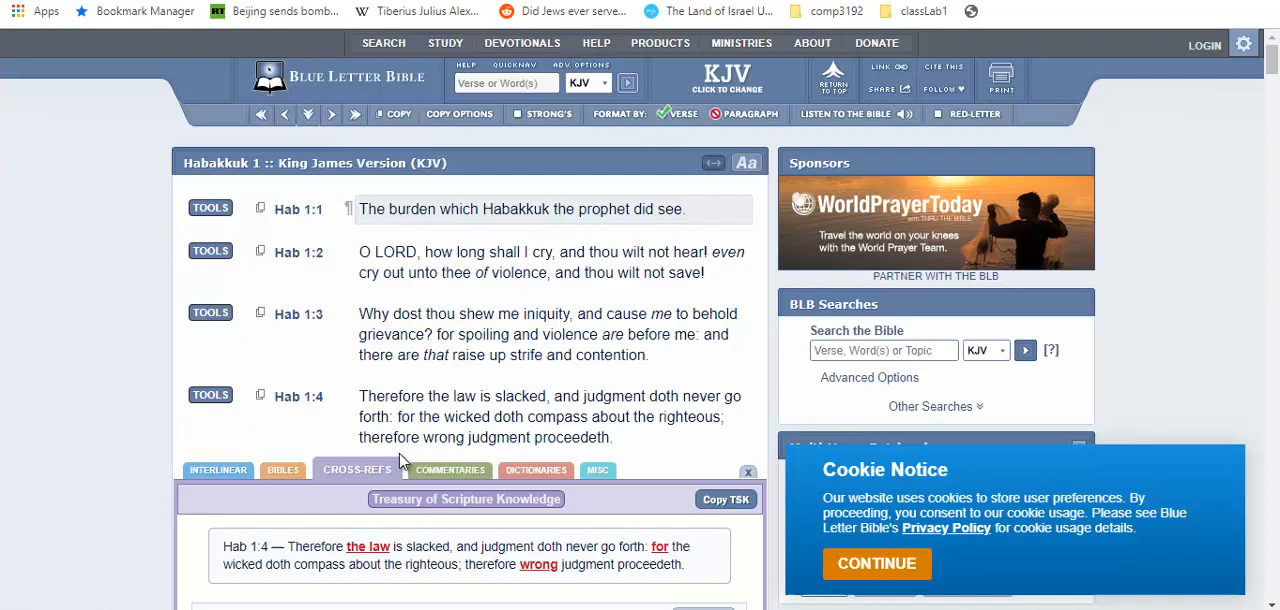 Apps Bookmark Manager RT Beijing sends bomb... W Tiberius Julius Alex... Did Jews ever serve... The Land of Israel U... comp3192 classLab1
SEARCH STUDY DEVOTIONALS HELP PRODUCTS MINISTRIES ABOUT DONATE
LOGIN
BLUE LETTER BIBLE
HELP QUICKNAV ADV. OPTIONS
Verse or Word(s) KJV
KJV
CLICK TO CHANGE
RETURN
TO TOP
LINK CITE THIS
SHARE FOLLOW
PRINT
COPY COPY OPTIONS STRONG'S FORMAT BY: VERSE PARAGRAPH LISTEN TO THE BIBLE RED-LETTER
Habakkuk 1 :: King James Version (KJV) Aa
TOOLS Hab 1:1 ¶ The burden which Habakkuk the prophet did see.
TOOLS Hab 1:2 O LORD, how long shall I cry, and thou wilt not hear! even
cry out unto thee of violence, and thou wilt not save!
TOOLS Hab 1:3 Why dost thou shew me iniquity, and cause me to behold
grievance? for spoiling and violence are before me: and
there are that raise up strife and contention.
TOOLS Hab 1:4 Therefore the law is slacked, and judgment doth never go
forth: for the wicked doth compass about the righteous;
therefore wrong judgment proceedeth.
INTERLINEAR BIBLES CROSS-REFS COMMENTARIES DICTIONARIES MISC x
Treasury of Scripture Knowledge Copy TSK
Hab 1:4 — Therefore the law is slacked, and judgment doth never go forth: for the
wicked doth compass about the righteous; therefore wrong judgment proceedeth.
Sponsors
WorldPrayerToday
with THRU THE BIBLE
Travel the world on your knees
with the World Prayer Team.
PARTNER WITH THE BLB
BLB Searches
Search the Bible
Verse, Word(s) or Topic KJV [?]
Advanced Options
Other Searches
Cookie Notice
Our website uses cookies to store user preferences. By
proceeding, you consent to our cookie usage. Please see Blue
Letter Bible's Privacy Policy for cookie usage details.
CONTINUE